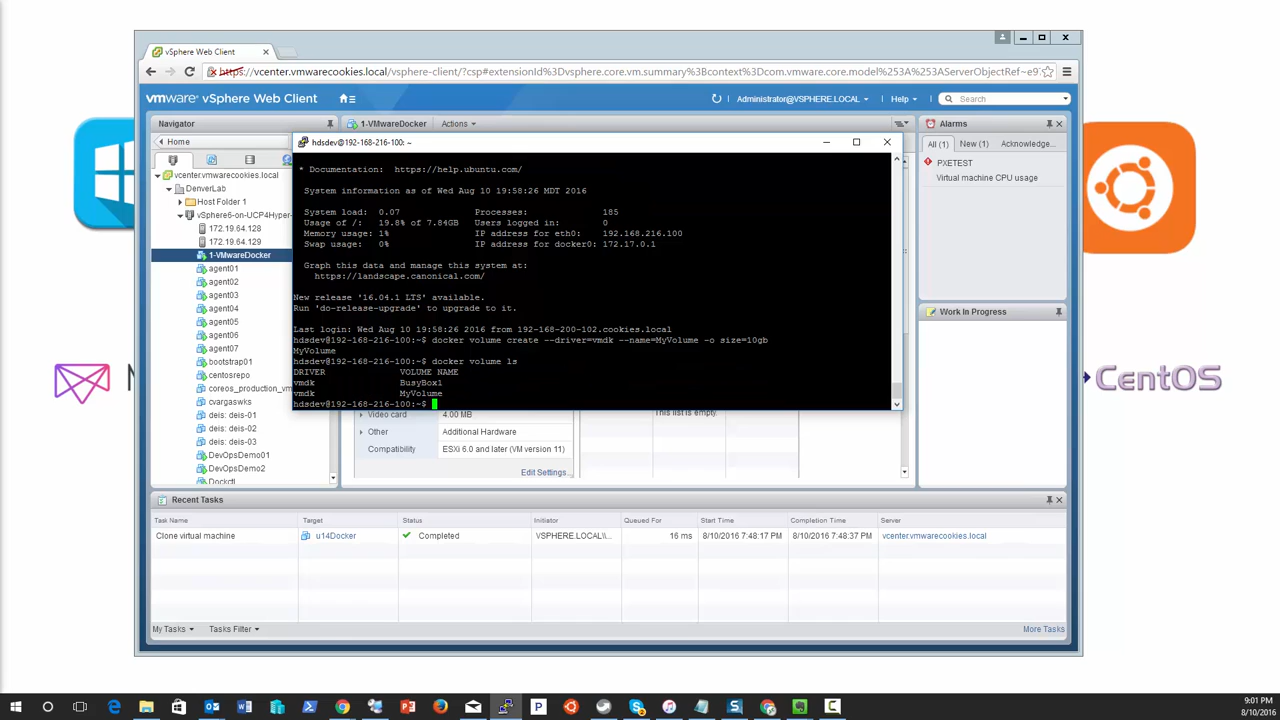 vSphere Web Client
https://vcenter.vmwarecookies.local/vsphere-client/?csp#extensionId%3Dvsphere.core.vm.summary%3Bcontext%3Dcom.vmware.core.model%253A%253AServerObjectRef~e9
vmware® vSphere Web Client
Administrator@VSPHERE.LOCAL
Help
Search
Navigator
1-VMwareDocker
Actions
Alarms
Home
All (1)
New (1)
Acknowledge...
PXETEST
Virtual machine CPU usage
vcenter.vmwarecookies.local
DenverLab
Host Folder 1
vSphere6-on-UCP4Hyper-
172.19.64.128
172.19.64.129
1-VMwareDocker
agent01
agent02
agent03
agent04
agent05
agent06
agent07
bootstrap01
centosrepo
coreos_production_vm
cvargaswks
deis: deis-01
deis: deis-02
deis: deis-03
DevOpsDemo01
DevOpsDemo2
Dockctl
hdsdev@192-168-216-100: ~
* Documentation: https://help.ubuntu.com/
System information as of Wed Aug 10 19:58:26 MDT 2016
System load: 0.07 Processes: 185
Usage of /: 19.8% of 7.84GB Users logged in: 0
Memory usage: 1% IP address for eth0: 192.168.216.100
Swap usage: 0% IP address for docker0: 172.17.0.1
Graph this data and manage this system at:
https://landscape.canonical.com/
New release '16.04.1 LTS' available.
Run 'do-release-upgrade' to upgrade to it.
Last login: Wed Aug 10 19:58:26 2016 from 192-168-200-102.cookies.local
hdsdev@192-168-216-100:~$ docker volume create --driver=vmdk --name=MyVolume -o size=10gb
MyVolume
hdsdev@192-168-216-100:~$ docker volume ls
DRIVER VOLUME NAME
vmdk BusyBox1
vmdk MyVolume
hdsdev@192-168-216-100:~$
Video card 4.00 MB
Other Additional Hardware
Compatibility ESXi 6.0 and later (VM version 11)
Edit Settings...
This list is empty.
Work In Progress
Recent Tasks
Task Name Target Status Initiator Queued For Start Time Completion Time Server
Clone virtual machine u14Docker Completed VSPHERE.LOCAL\... 16 ms 8/10/2016 7:48:17 PM 8/10/2016 7:48:37 PM vcenter.vmwarecookies.local
My Tasks Tasks Filter More Tasks
CentOS
9:01 PM
8/10/2016